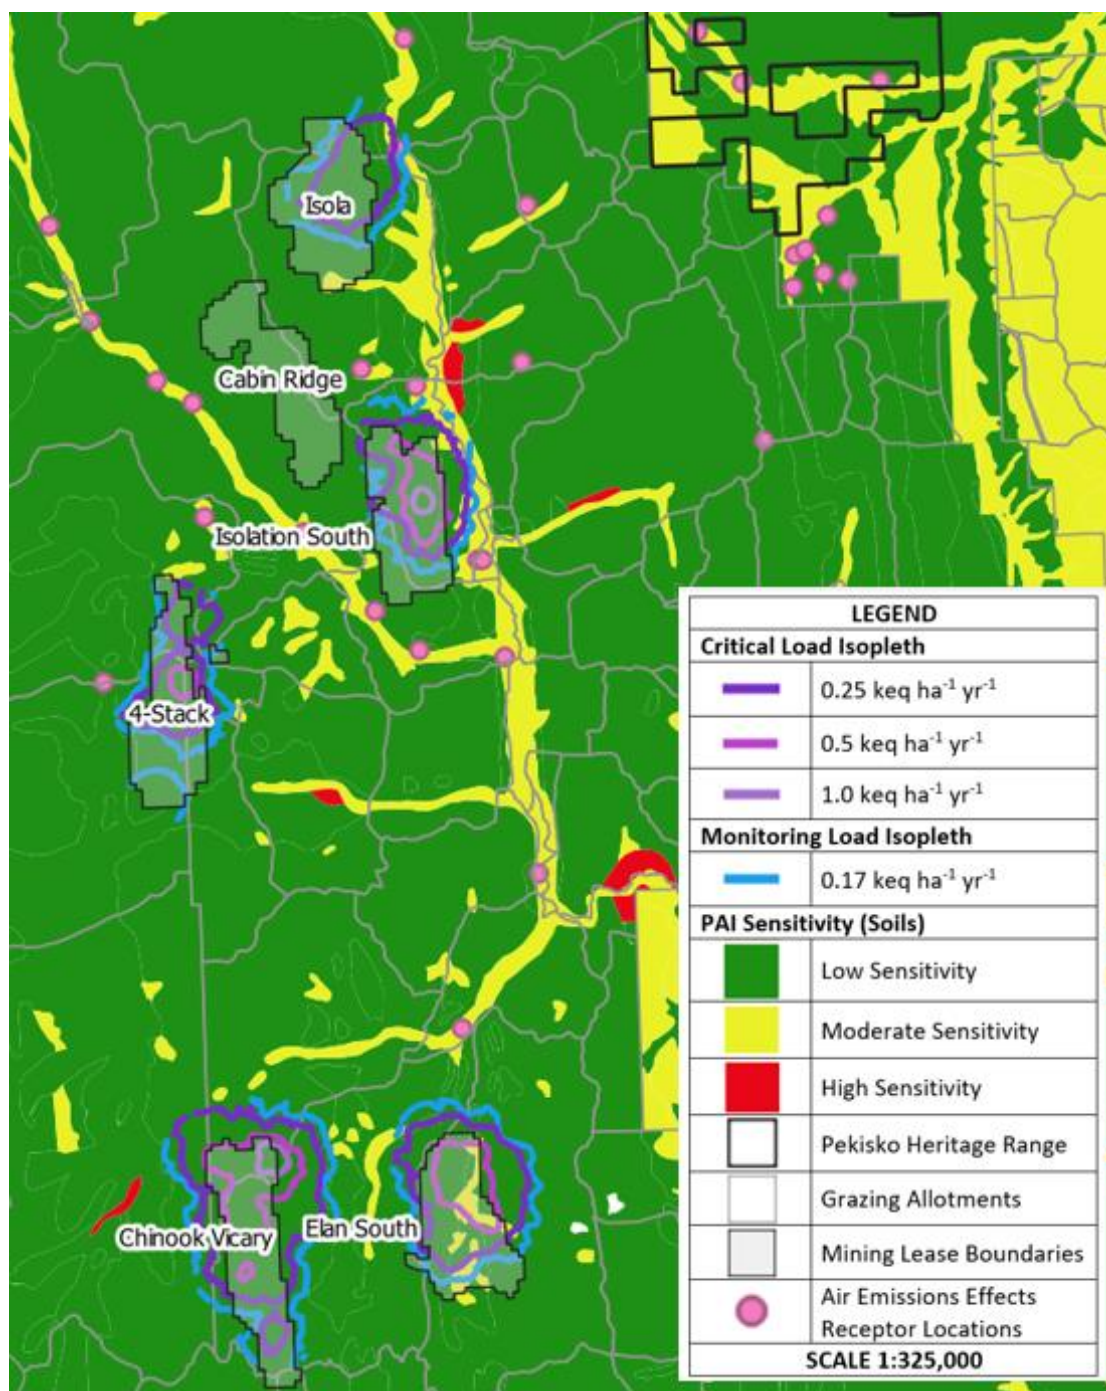 Isola
Cabin Ridge
Isolation South
4-Stack
Chinook Vicary
Elan South
LEGEND
Critical Load Isopleth
0.25 keq ha⁻¹ yr⁻¹
0.5 keq ha⁻¹ yr⁻¹
1.0 keq ha⁻¹ yr⁻¹
Monitoring Load Isopleth
0.17 keq ha⁻¹ yr⁻¹
PAI Sensitivity (Soils)
Low Sensitivity
Moderate Sensitivity
High Sensitivity
Pekisko Heritage Range
Grazing Allotments
Mining Lease Boundaries
Air Emissions Effects
Receptor Locations
SCALE 1:325,000